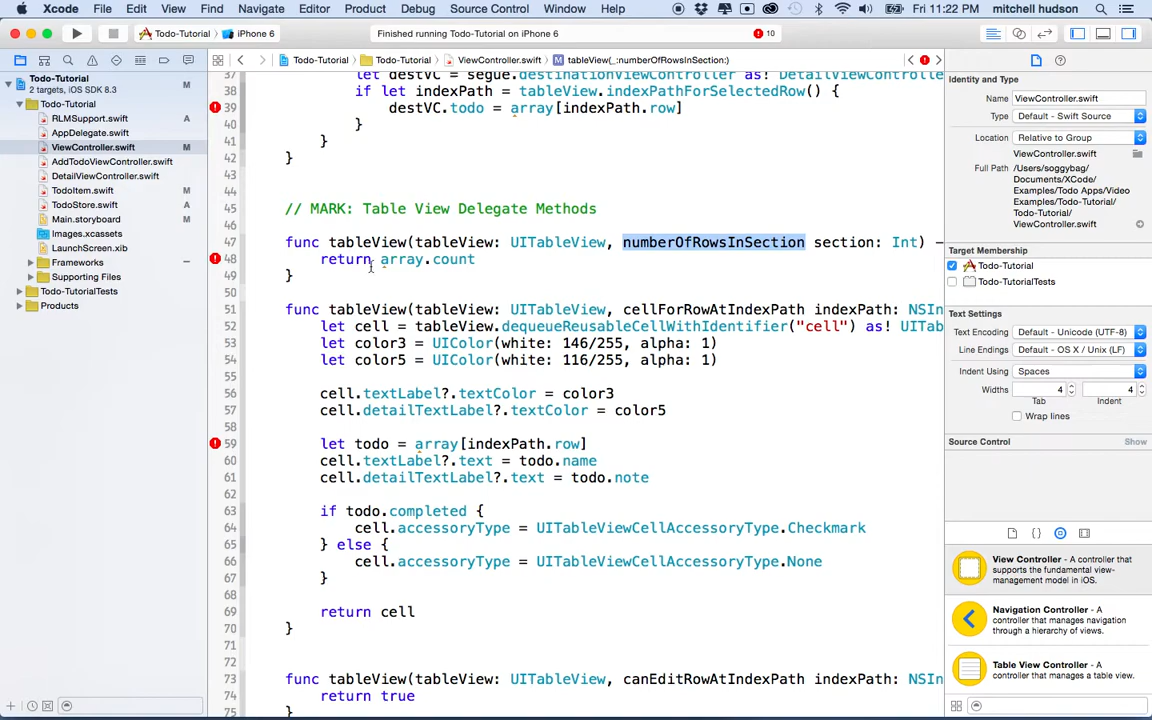 Xcode File Edit View Find Navigate Editor Product Debug Source Control Window Help Fri 11:22 PM mitchell hudson
Todo-Tutorial iPhone 6 Finished running Todo-Tutorial on iPhone 6 10
Todo-Tutorial Todo-Tutorial ViewController.swift M tableView(_:numberOfRowsInSection:)
Todo-Tutorial M
2 targets, iOS SDK 8.3
Todo-Tutorial
RLMSupport.swift A
AppDelegate.swift
ViewController.swift M
AddTodoViewController.swift
DetailViewController.swift
TodoItem.swift M
TodoStore.swift A
Main.storyboard M
Images.xcassets
LaunchScreen.xib
Frameworks
Supporting Files
Todo-TutorialTests
Products
37 let destVC = segue.destinationViewController as! DetailViewController
38 if let indexPath = tableView.indexPathForSelectedRow() {
39 destVC.todo = array[indexPath.row]
40 }
41 }
42 }
43
44
45 // MARK: Table View Delegate Methods
46
47 func tableView(tableView: UITableView, numberOfRowsInSection section: Int) -
48 return array.count
49 }
50
51 func tableView(tableView: UITableView, cellForRowAtIndexPath indexPath: NSIn
52 let cell = tableView.dequeueReusableCellWithIdentifier("cell") as! UITa
53 let color3 = UIColor(white: 146/255, alpha: 1)
54 let color5 = UIColor(white: 116/255, alpha: 1)
55
56 cell.textLabel?.textColor = color3
57 cell.detailTextLabel?.textColor = color5
58
59 let todo = array[indexPath.row]
60 cell.textLabel?.text = todo.name
61 cell.detailTextLabel?.text = todo.note
62
63 if todo.completed {
64 cell.accessoryType = UITableViewCellAccessoryType.Checkmark
65 } else {
66 cell.accessoryType = UITableViewCellAccessoryType.None
67 }
68
69 return cell
70 }
71
72
73 func tableView(tableView: UITableView, canEditRowAtIndexPath indexPath: NSIn
74 return true
75 }
Identity and Type
Name ViewController.swift
Type Default - Swift Source
Location Relative to Group
ViewController.swift
Full Path /Users/soggybag/
Documents/XCode/
Examples/Todo Apps/Video
Examples/Todo-Tutorial/
Todo-Tutorial/
ViewController.swift
Target Membership
Todo-Tutorial
Todo-TutorialTests
Text Settings
Text Encoding Default - Unicode (UTF-8)
Line Endings Default - OS X / Unix (LF)
Indent Using Spaces
Widths 4 4
Tab Indent
Wrap lines
Source Control Show
View Controller - A controller that
supports the fundamental view-
management model in iOS.
Navigation Controller - A
controller that manages navigation
through a hierarchy of views.
Table View Controller - A
controller that manages a table view.